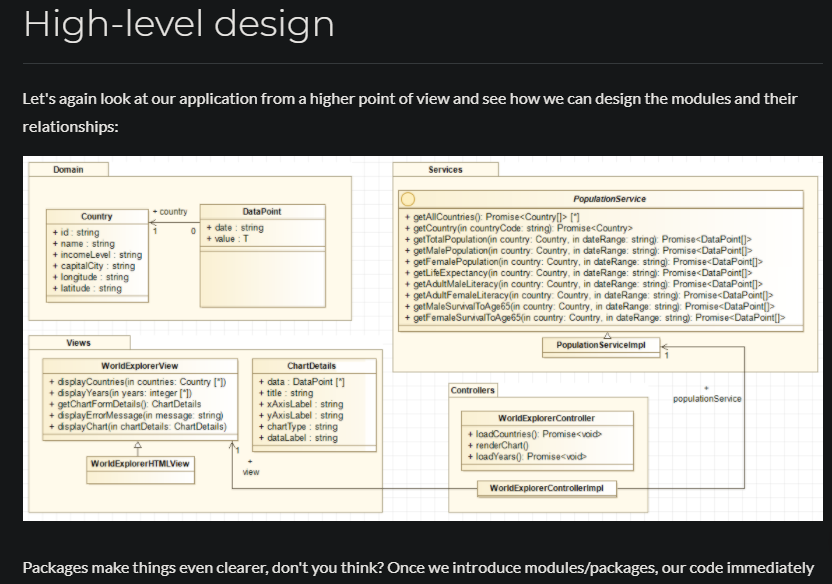 High-level design
Let's again look at our application from a higher point of view and see how we can design the modules and their
relationships:
Domain
Country
+ id : string
+ name : string
+ incomeLevel : string
+ capitalCity : string
+ longitude : string
+ latitude : string
+ country
1
0
DataPoint
+ date : string
+ value : T
Services
PopulationService
+ getAllCountries(): Promise<Country[]> [*]
+ getCountry(in countryCode: string): Promise<Country>
+ getTotalPopulation(in country: Country, in dateRange: string): Promise<DataPoint[]>
+ getMalePopulation(in country: Country, in dateRange: string): Promise<DataPoint[]>
+ getFemalePopulation(in country: Country, in dateRange: string): Promise<DataPoint[]>
+ getLifeExpectancy(in country: Country, in dateRange: string): Promise<DataPoint[]>
+ getAdultMaleLiteracy(in country: Country, in dateRange: string): Promise<DataPoint[]>
+ getAdultFemaleLiteracy(in country: Country, in dateRange: string): Promise<DataPoint[]>
+ getMaleSurvivalToAge65(in country: Country, in dateRange: string): Promise<DataPoint[]>
+ getFemaleSurvivalToAge65(in country: Country, in dateRange: string): Promise<DataPoint[]>
PopulationServiceImpl
1
+
populationService
Views
WorldExplorerView
+ displayCountries(in countries: Country [*])
+ displayYears(in years: integer [*])
+ getChartFormDetails(): ChartDetails
+ displayErrorMessage(in message: string)
+ displayChart(in chartDetails: ChartDetails)
WorldExplorerHTMLView
ChartDetails
+ data : DataPoint [*]
+ title : string
+ xAxisLabel : string
+ yAxisLabel : string
+ chartType : string
+ dataLabel : string
1
+
view
Controllers
WorldExplorerController
+ loadCountries(): Promise<void>
+ renderChart()
+ loadYears(): Promise<void>
WorldExplorerControllerImpl
Packages make things even clearer, don't you think? Once we introduce modules/packages, our code immediately